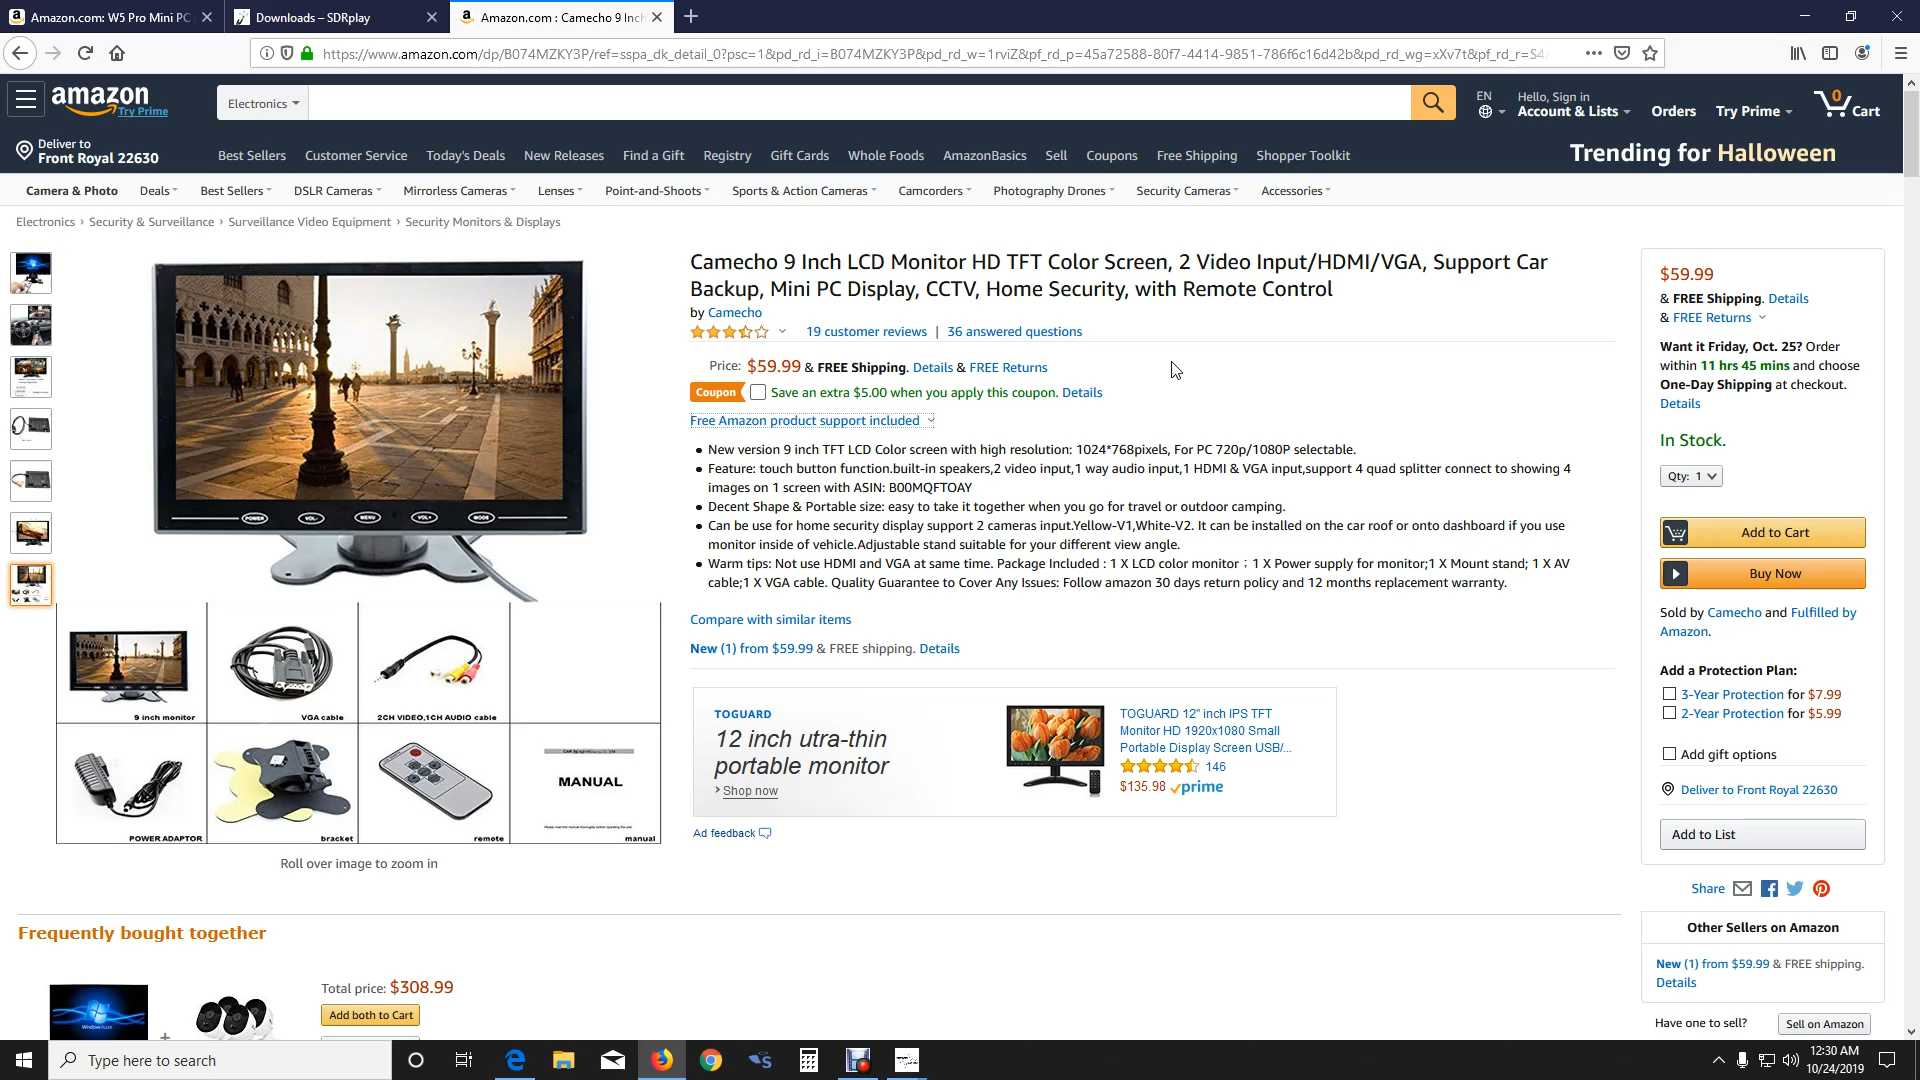 Amazon.com: W5 Pro Mini PC
Downloads – SDRplay
Amazon.com : Camecho 9 Inch
https://www.amazon.com/dp/B074MZKY3P/ref=sspa_dk_detail_0?psc=1&pd_rd_i=B074MZKY3P&pd_rd_w=1rviZ&pf_rd_p=45a72588-80f7-4414-9851-786f6c16d42b&pd_rd_wg=xXv7t&pf_rd_r=S4
amazon
Try Prime
Electronics
EN
Hello, Sign in
Account & Lists
Orders
Try Prime
0
Cart
Deliver to
Front Royal 22630
Best Sellers Customer Service Today's Deals New Releases Find a Gift Registry Gift Cards Whole Foods AmazonBasics Sell Coupons Free Shipping Shopper Toolkit
Trending for Halloween
Camera & Photo Deals Best Sellers DSLR Cameras Mirrorless Cameras Lenses Point-and-Shoots Sports & Action Cameras Camcorders Photography Drones Security Cameras Accessories
Electronics › Security & Surveillance › Surveillance Video Equipment › Security Monitors & Displays
Camecho 9 Inch LCD Monitor HD TFT Color Screen, 2 Video Input/HDMI/VGA, Support Car
Backup, Mini PC Display, CCTV, Home Security, with Remote Control
by Camecho
19 customer reviews | 36 answered questions
Price: $59.99 & FREE Shipping. Details & FREE Returns
Coupon Save an extra $5.00 when you apply this coupon. Details
Free Amazon product support included
• New version 9 inch TFT LCD Color screen with high resolution: 1024*768pixels, For PC 720p/1080P selectable.
• Feature: touch button function.built-in speakers,2 video input,1 way audio input,1 HDMI & VGA input,support 4 quad splitter connect to showing 4
images on 1 screen with ASIN: B00MQFTOAY
• Decent Shape & Portable size: easy to take it together when you go for travel or outdoor camping.
• Can be use for home security display support 2 cameras input.Yellow-V1,White-V2. It can be installed on the car roof or onto dashboard if you use
monitor inside of vehicle.Adjustable stand suitable for your different view angle.
• Warm tips: Not use HDMI and VGA at same time. Package Included : 1 X LCD color monitor ; 1 X Power supply for monitor;1 X Mount stand; 1 X AV
cable;1 X VGA cable. Quality Guarantee to Cover Any Issues: Follow amazon 30 days return policy and 12 months replacement warranty.
Compare with similar items
New (1) from $59.99 & FREE shipping. Details
TOGUARD
12 inch utra-thin
portable monitor
› Shop now
TOGUARD 12" inch IPS TFT
Monitor HD 1920x1080 Small
Portable Display Screen USB/...
146
$135.98 prime
Ad feedback
POWER VOL- MENU VOL+ MODE
9 inch monitor
VGA cable
2CH VIDEO,1CH AUDIO cable
POWER ADAPTOR
bracket
remote
MANUAL
manual
Roll over image to zoom in
$59.99
& FREE Shipping. Details
& FREE Returns
Want it Friday, Oct. 25? Order
within 11 hrs 45 mins and choose
One-Day Shipping at checkout.
Details
In Stock.
Qty: 1
Add to Cart
Buy Now
Sold by Camecho and Fulfilled by
Amazon.
Add a Protection Plan:
3-Year Protection for $7.99
2-Year Protection for $5.99
Add gift options
Deliver to Front Royal 22630
Add to List
Share
Other Sellers on Amazon
New (1) from $59.99 & FREE shipping.
Details
Have one to sell?
Sell on Amazon
Frequently bought together
Total price: $308.99
Add both to Cart
+
Type here to search
12:30 AM
10/24/2019